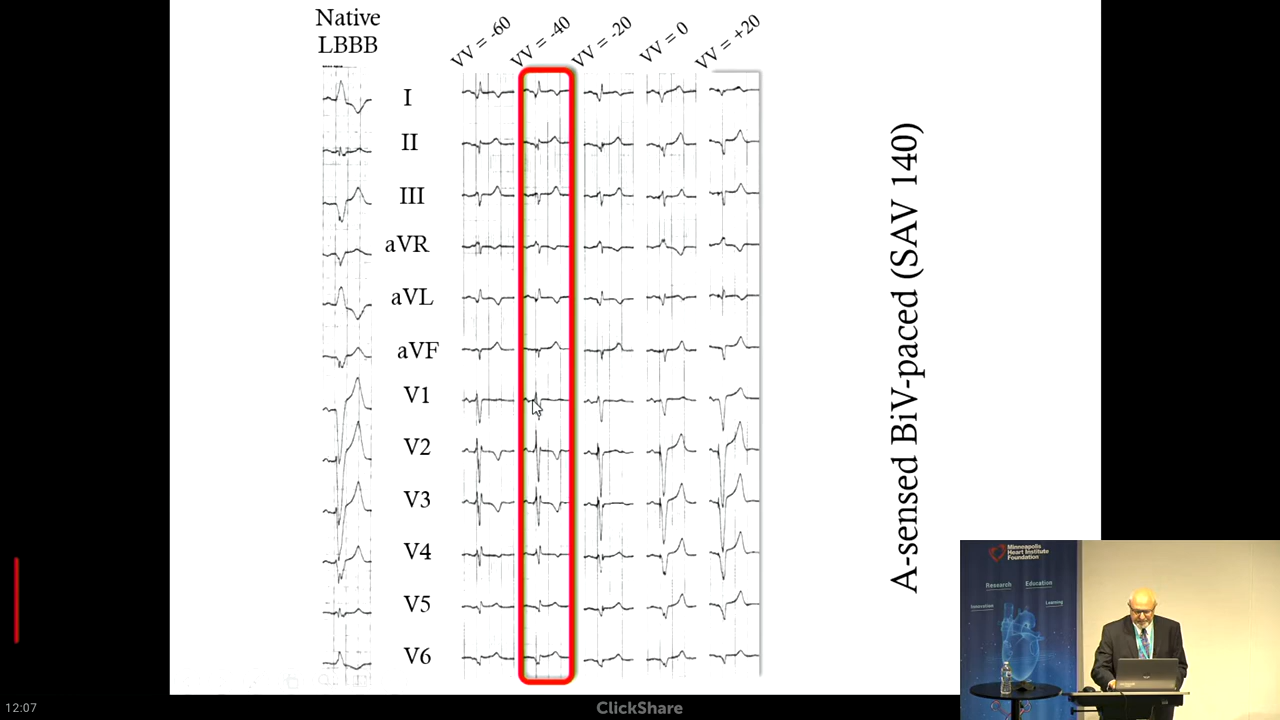 Native
LBBB
VV = -60
VV = -40
VV = -20
VV = 0
VV = +20
I
II
III
aVR
aVL
aVF
V1
V2
V3
V4
V5
V6
A-sensed BiV-paced (SAV 140)
Minneapolis
Heart Institute
Foundation
Research
Education
Innovation
Learning
12:07
ClickShare